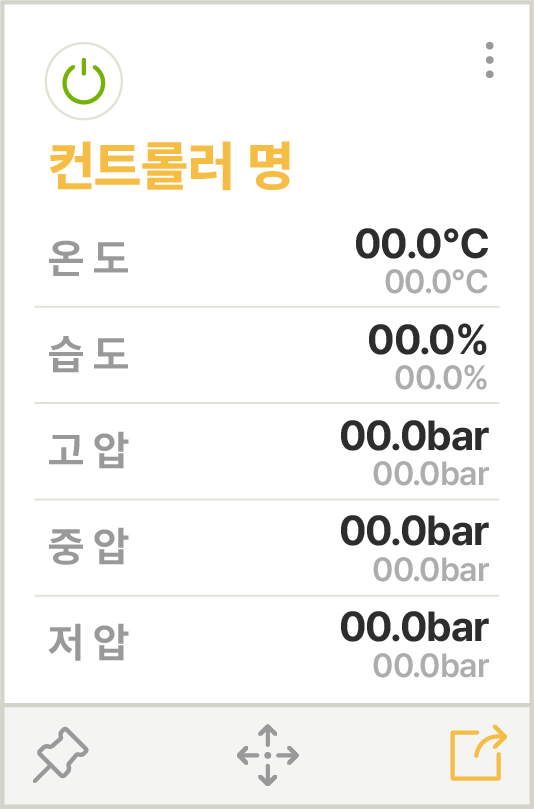 컨트롤러 명
온 도 00.0°C
00.0°C
습 도 00.0%
00.0%
고 압 00.0bar
00.0bar
중 압 00.0bar
00.0bar
저 압 00.0bar
00.0bar